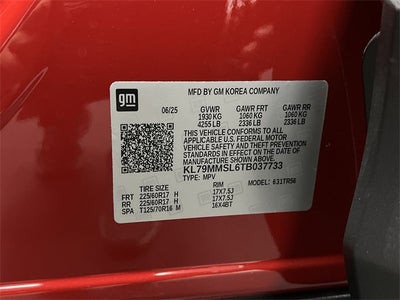 gm
MFD BY GM KOREA COMPANY
06/25 GVWR GAWR FRT GAWR RR
1930 KG 1060 KG 1060 KG
4255 LB 2336 LB 2336 LB
THIS VEHICLE CONFORMS TO ALL
APPLICABLE U.S. FEDERAL MOTOR
VEHICLE SAFETY, BUMPER, AND THEFT
PREVENTION STANDARDS IN EFFECT ON
THE DATE OF MANUFACTURE SHOWN ABOVE.
KL79MMSL6TB037733
TYPE: MPV MODEL: 631TR56
TIRE SIZE RIM
FRT 225/60R17 H 17X7.5J
RR 225/60R17 H 17X7.5J
SPA T125/70R16 M 16X4BT